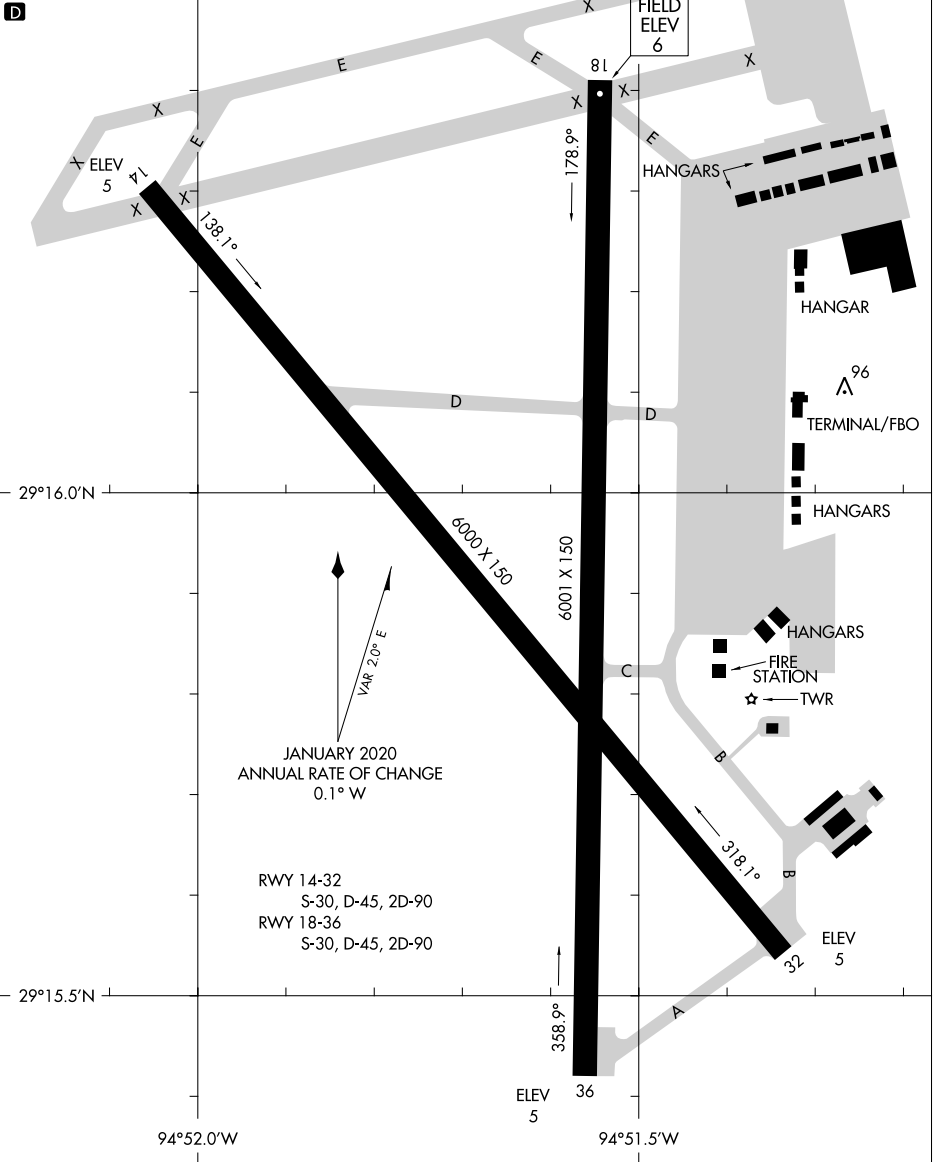 D
FIELD
ELEV
6
X
E
E
X
18
X
X
X
E
178.9°
E
HANGARS
X
ELEV
5
14
X
X
138.1°
HANGAR
96
D
D
TERMINAL/FBO
29°16.0'N
HANGARS
6000 X 150
6001 X 150
VAR 2.0° E
HANGARS
C
FIRE
STATION
TWR
B
JANUARY 2020
ANNUAL RATE OF CHANGE
0.1° W
318.1°
B
RWY 14-32
S-30, D-45, 2D-90
RWY 18-36
S-30, D-45, 2D-90
ELEV
5
32
29°15.5'N
A
358.9°
36
ELEV
5
94°52.0'W
94°51.5'W